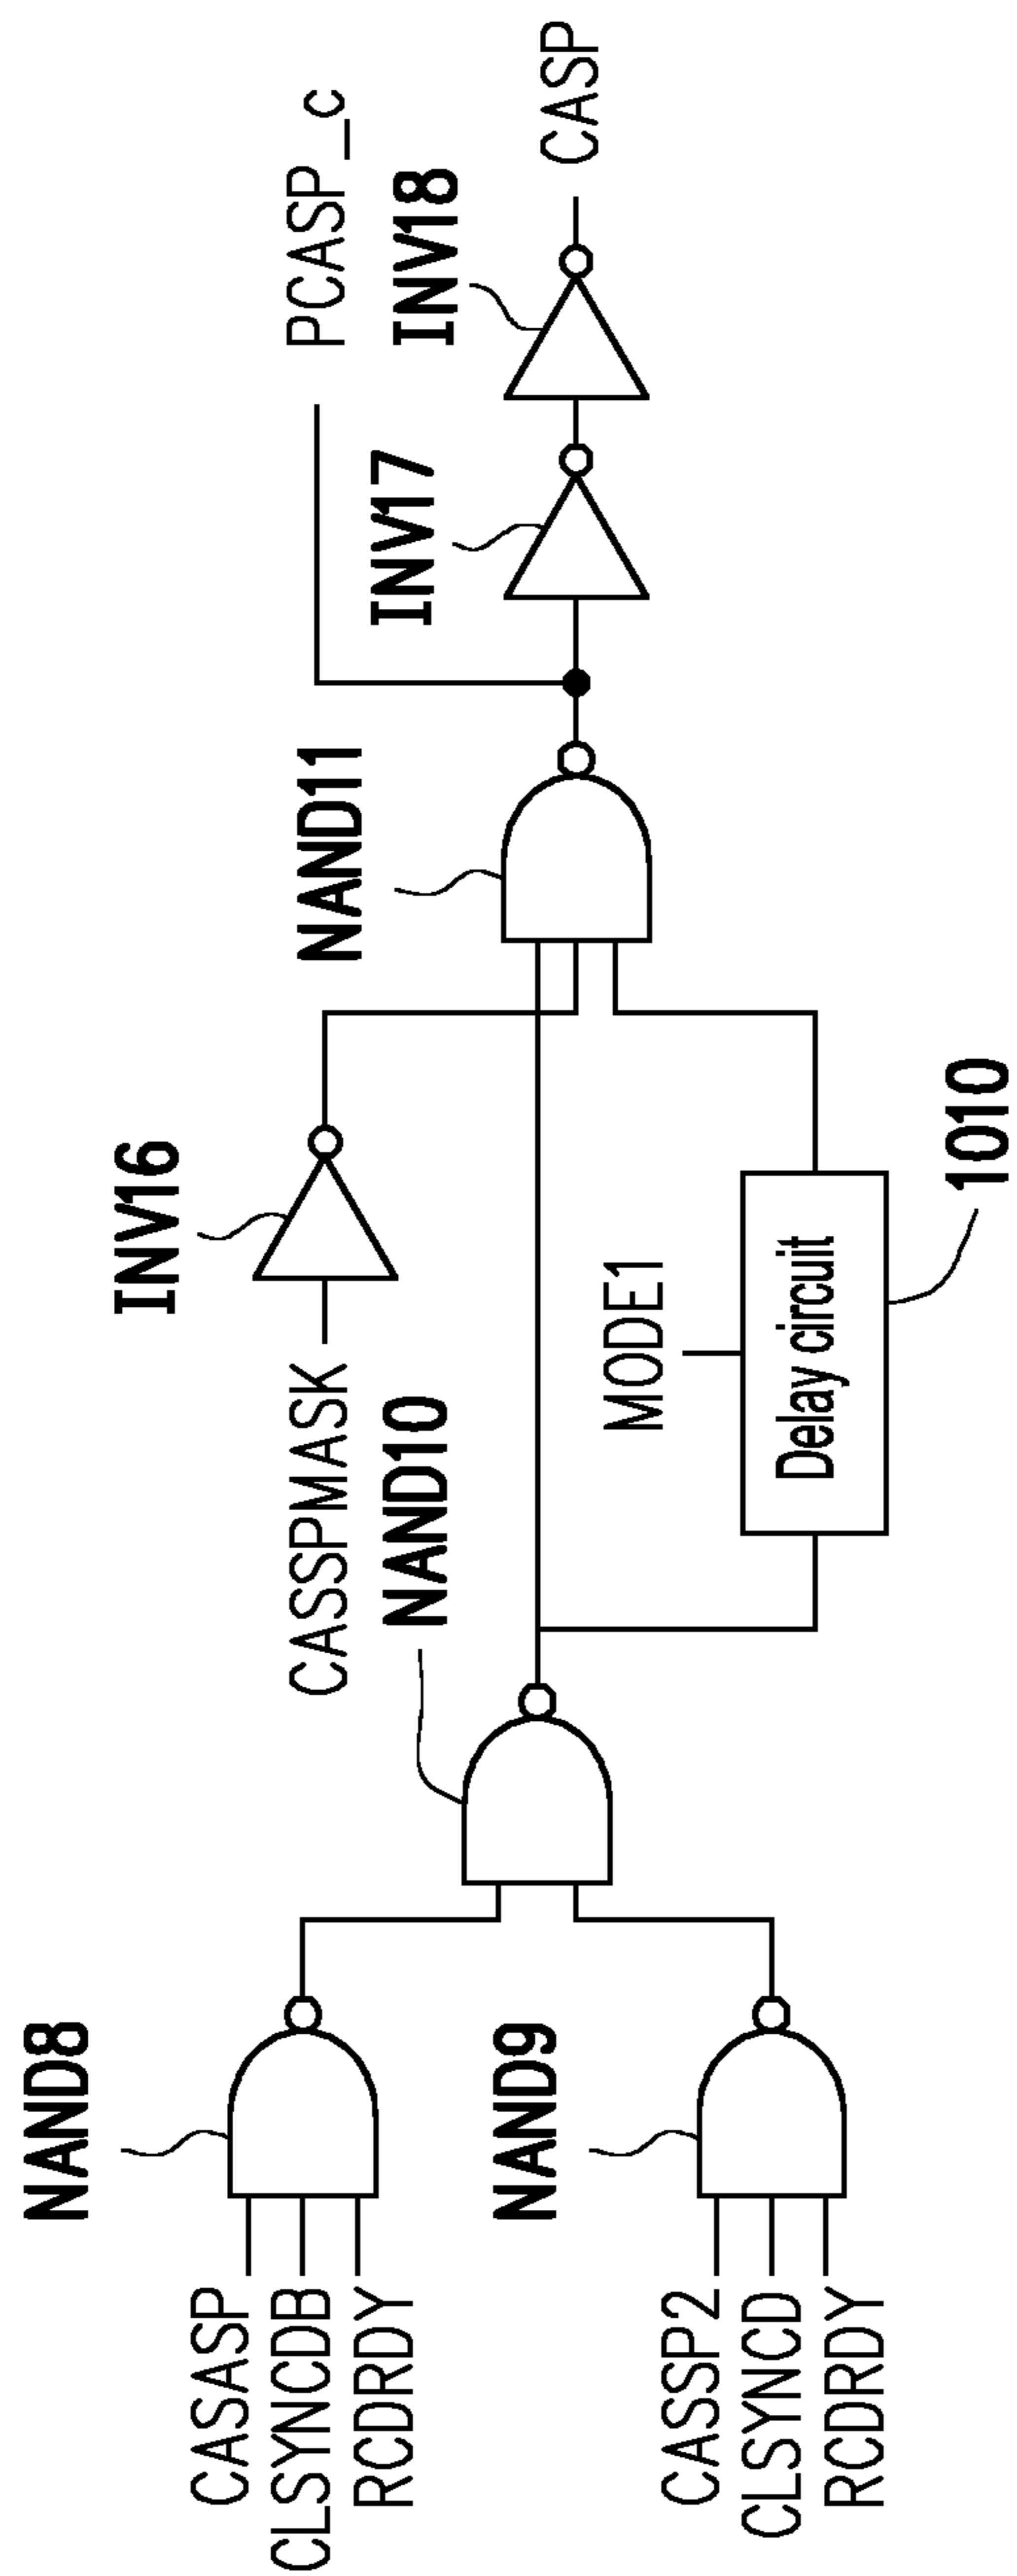 NAND8
CASASP
CLSYNCDB
RCDRDY
NAND9
CASSP2
CLSYNCD
RCDRDY
NAND10
CASSPMASK
INV16
MODE1
Delay circuit
1010
NAND11
INV17
INV18
PCASP_c
CASP